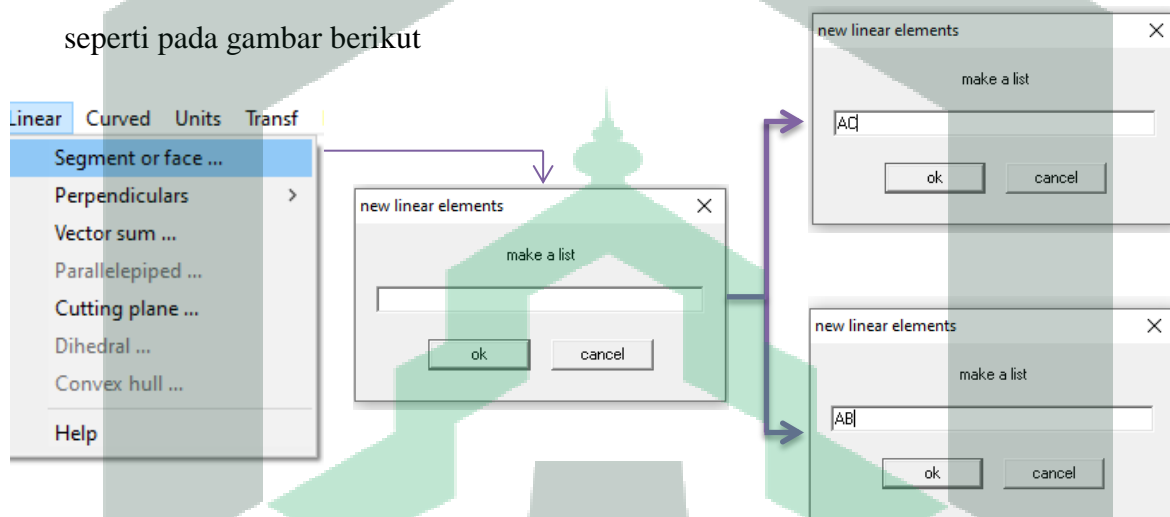 seperti pada gambar berikut
Linear Curved Units Transf
Segment or face ...
Perpendiculars >
Vector sum ...
Parallelepiped ...
Cutting plane ...
Dihedral ...
Convex hull ...
Help
new linear elements
make a list
ok cancel
new linear elements
make a list
AC
ok cancel
new linear elements
make a list
AB
ok cancel